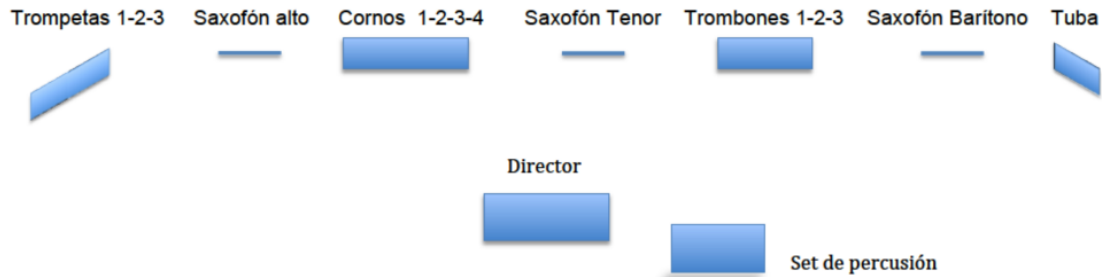 Trompetas 1-2-3 Saxofón alto Cornos 1-2-3-4 Saxofón Tenor Trombones 1-2-3 Saxofón Barítono Tuba
Director
Set de percusión